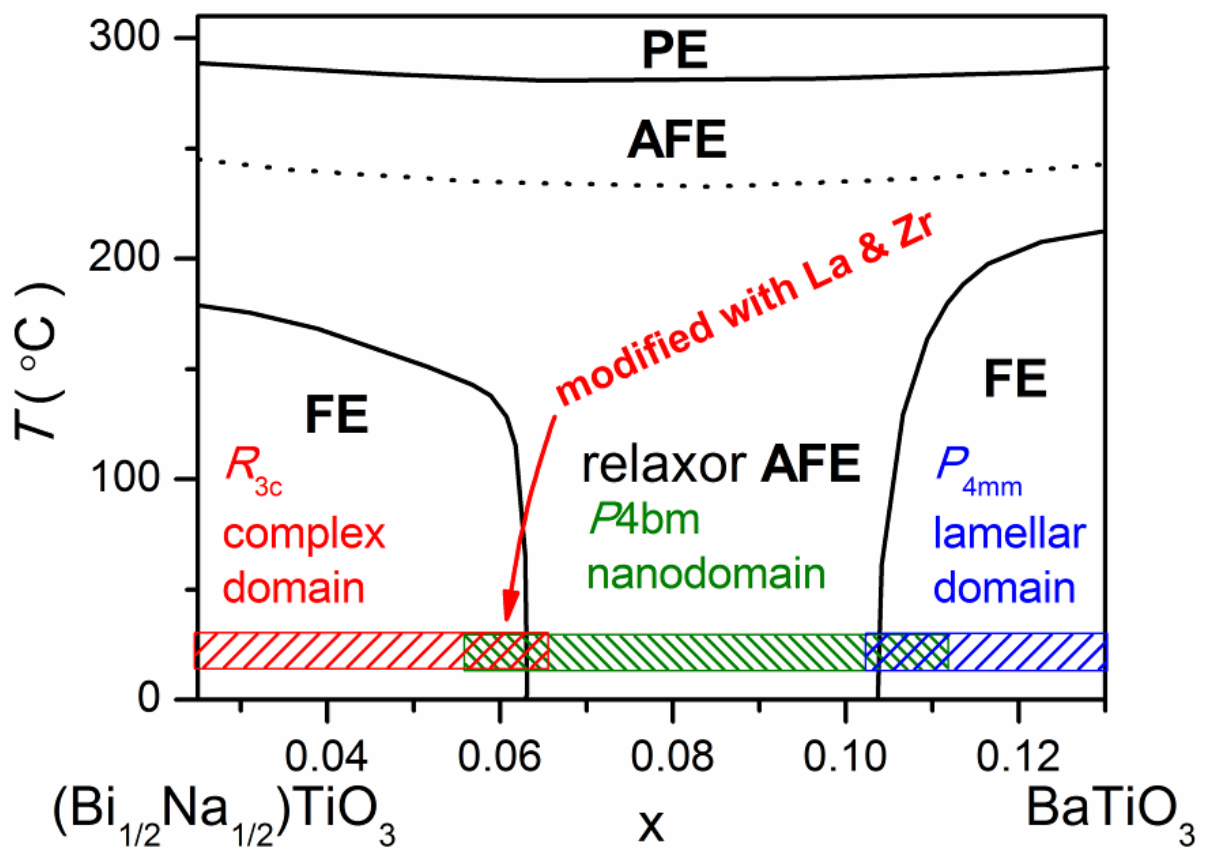 300
PE
AFE
200
T ( °C )
modified with La & Zr
FE
FE
100
R3c
complex
domain
relaxor AFE
P4bm
nanodomain
P4mm
lamellar
domain
0
0.04 0.06 0.08 0.10 0.12
(Bi1/2Na1/2)TiO3
x
BaTiO3